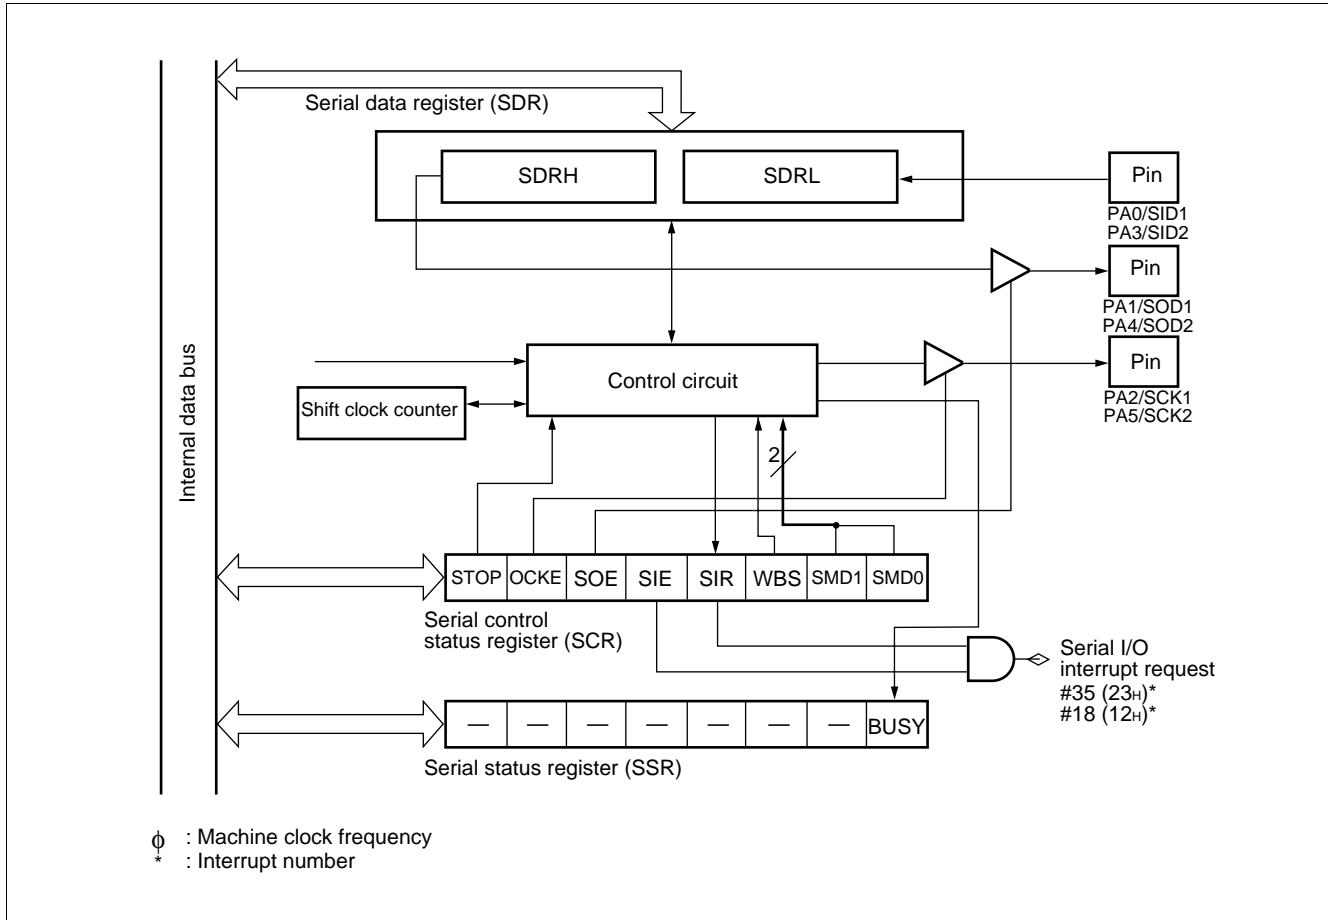 Serial data register (SDR)
SDRH
SDRL
Pin
PA0/SID1
PA3/SID2
Pin
PA1/SOD1
PA4/SOD2
Pin
PA2/SCK1
PA5/SCK2
Internal data bus
Control circuit
Shift clock counter
2
STOP OCKE SOE SIE SIR WBS SMD1 SMD0
Serial control
status register (SCR)
Serial I/O
interrupt request
#35 (23H)*
#18 (12H)*
— — — — — — — BUSY
Serial status register (SSR)
ϕ : Machine clock frequency
* : Interrupt number